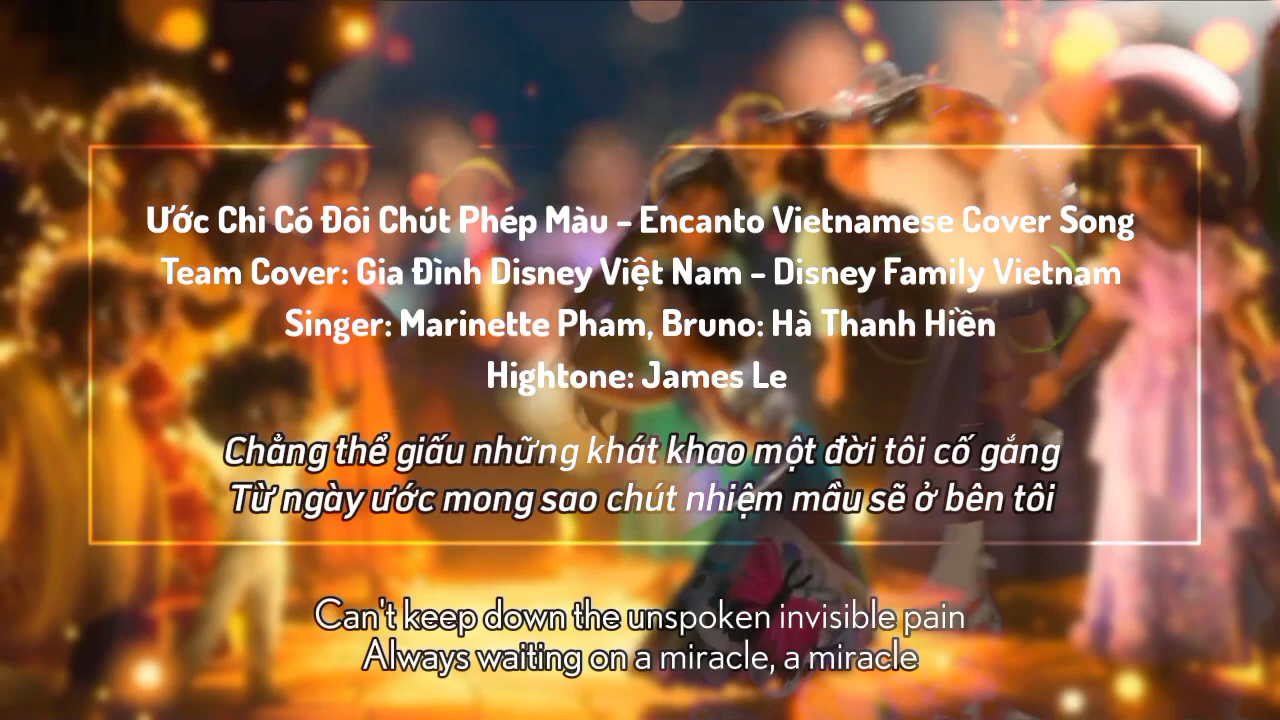 Ước Chi Có Đôi Chút Phép Màu – Encanto Vietnamese Cover Song
Team Cover: Gia Đình Disney Việt Nam – Disney Family Vietnam
Singer: Marinette Pham, Bruno: Hà Thanh Hiền
Hightone: James Le
Chẳng thể giấu những khát khao một đời tôi cố gắng
Từ ngày ước mong sao chút nhiệm mầu sẽ ở bên tôi
Can't keep down the unspoken invisible pain
Always waiting on a miracle, a miracle